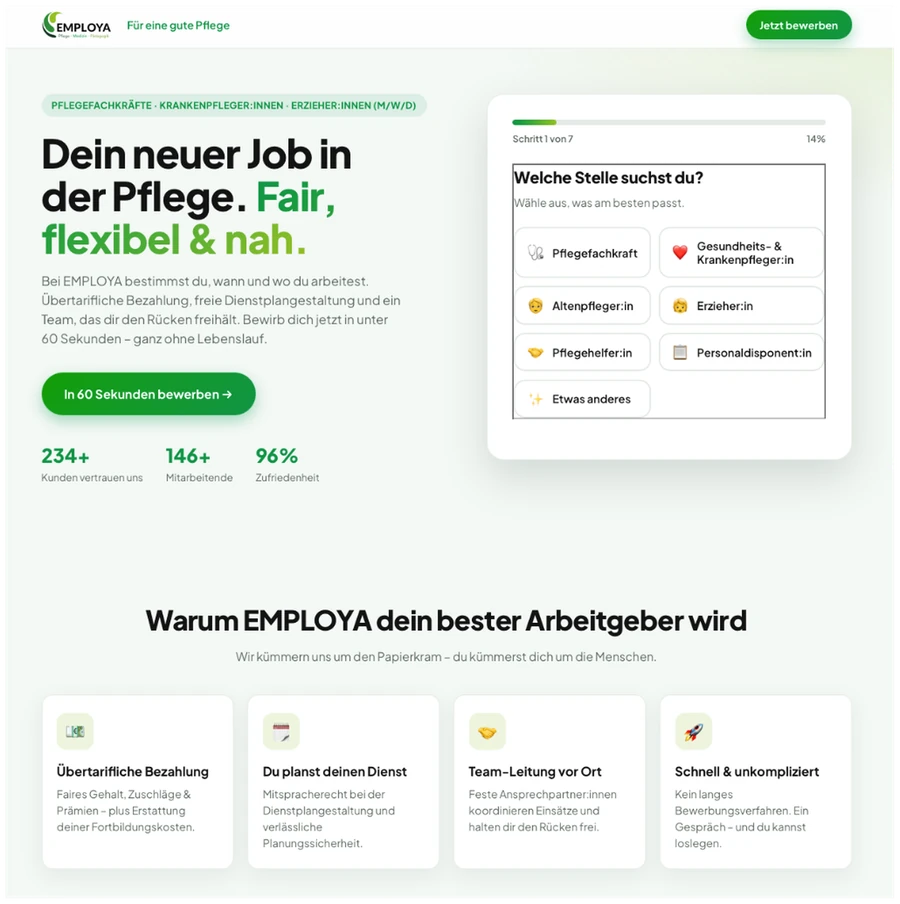 EMPLOYA
Pflege · Medizin · Pädagogik
Für eine gute Pflege
Jetzt bewerben
PFLEGEFACHKRÄFTE · KRANKENPFLEGER:INNEN · ERZIEHER:INNEN (M/W/D)
Dein neuer Job in
der Pflege. Fair,
flexibel & nah.
Bei EMPLOYA bestimmst du, wann und wo du arbeitest.
Übertarifliche Bezahlung, freie Dienstplangestaltung und ein
Team, das dir den Rücken freihält. Bewirb dich jetzt in unter
60 Sekunden – ganz ohne Lebenslauf.
In 60 Sekunden bewerben →
234+
Kunden vertrauen uns
146+
Mitarbeitende
96%
Zufriedenheit
Schritt 1 von 7
14%
Welche Stelle suchst du?
Wähle aus, was am besten passt.
Pflegefachkraft
Gesundheits- &
Krankenpfleger:in
Altenpfleger:in
Erzieher:in
Pflegehelfer:in
Personaldisponent:in
Etwas anderes
Warum EMPLOYA dein bester Arbeitgeber wird
Wir kümmern uns um den Papierkram – du kümmerst dich um die Menschen.
Übertarifliche Bezahlung
Faires Gehalt, Zuschläge &
Prämien – plus Erstattung
deiner Fortbildungskosten.
Du planst deinen Dienst
Mitspracherecht bei der
Dienstplangestaltung und
verlässliche
Planungssicherheit.
Team-Leitung vor Ort
Feste Ansprechpartner:innen
koordinieren Einsätze und
halten dir den Rücken frei.
Schnell & unkompliziert
Kein langes
Bewerbungsverfahren. Ein
Gespräch – und du kannst
loslegen.